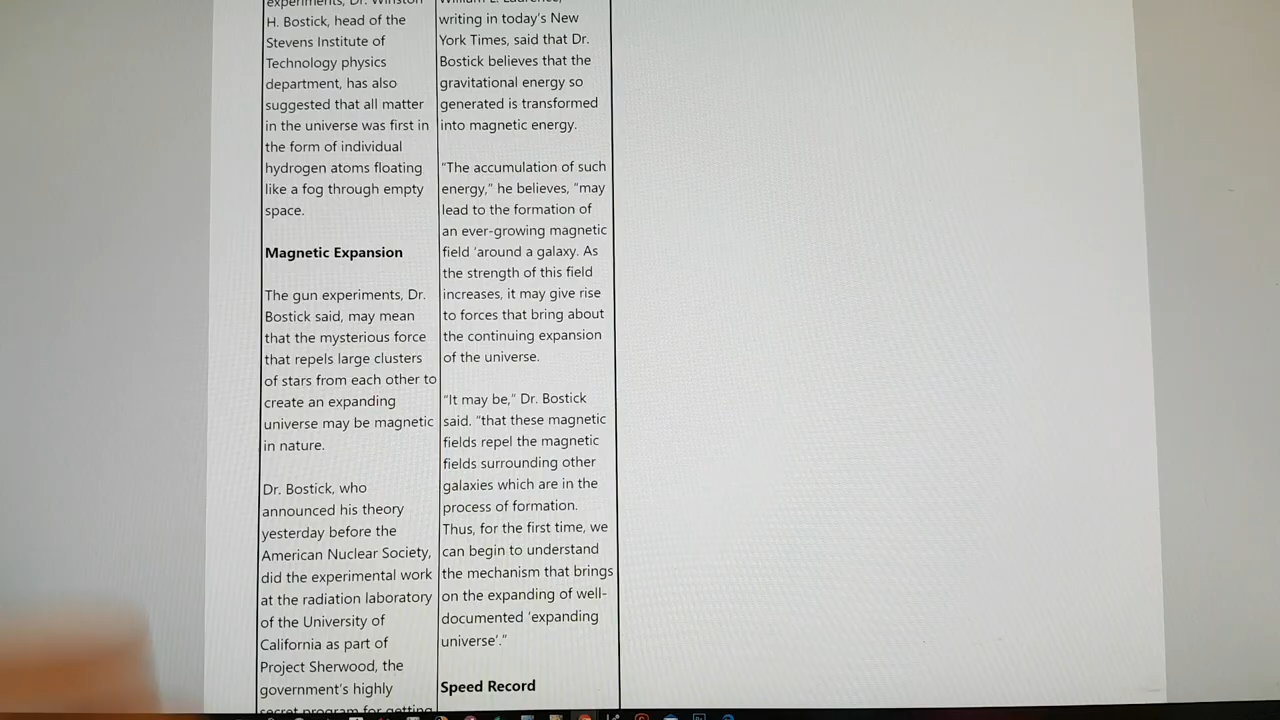 experiments, Dr. Winston
H. Bostick, head of the
Stevens Institute of
Technology physics
department, has also
suggested that all matter
in the universe was first in
the form of individual
hydrogen atoms floating
like a fog through empty
space.
Magnetic Expansion
The gun experiments, Dr.
Bostick said, may mean
that the mysterious force
that repels large clusters
of stars from each other to
create an expanding
universe may be magnetic
in nature.
Dr. Bostick, who
announced his theory
yesterday before the
American Nuclear Society,
did the experimental work
at the radiation laboratory
of the University of
California as part of
Project Sherwood, the
government's highly
secret program for getting
William L. Laurence,
writing in today's New
York Times, said that Dr.
Bostick believes that the
gravitational energy so
generated is transformed
into magnetic energy.
“The accumulation of such
energy,” he believes, “may
lead to the formation of
an ever-growing magnetic
field ‘around a galaxy. As
the strength of this field
increases, it may give rise
to forces that bring about
the continuing expansion
of the universe.
“It may be,” Dr. Bostick
said. “that these magnetic
fields repel the magnetic
fields surrounding other
galaxies which are in the
process of formation.
Thus, for the first time, we
can begin to understand
the mechanism that brings
on the expanding of well-
documented ‘expanding
universe’.”
Speed Record